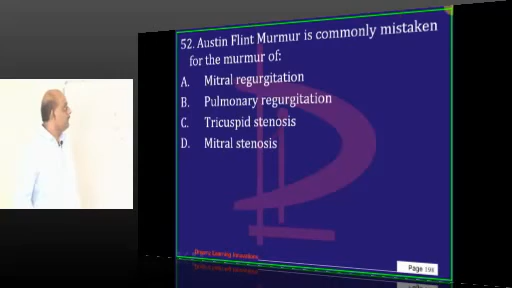 52. Austin Flint Murmur is commonly mistaken
for the murmur of:
A. Mitral regurgitation
B. Pulmonary regurgitation
C. Tricuspid stenosis
D. Mitral stenosis
Page 198